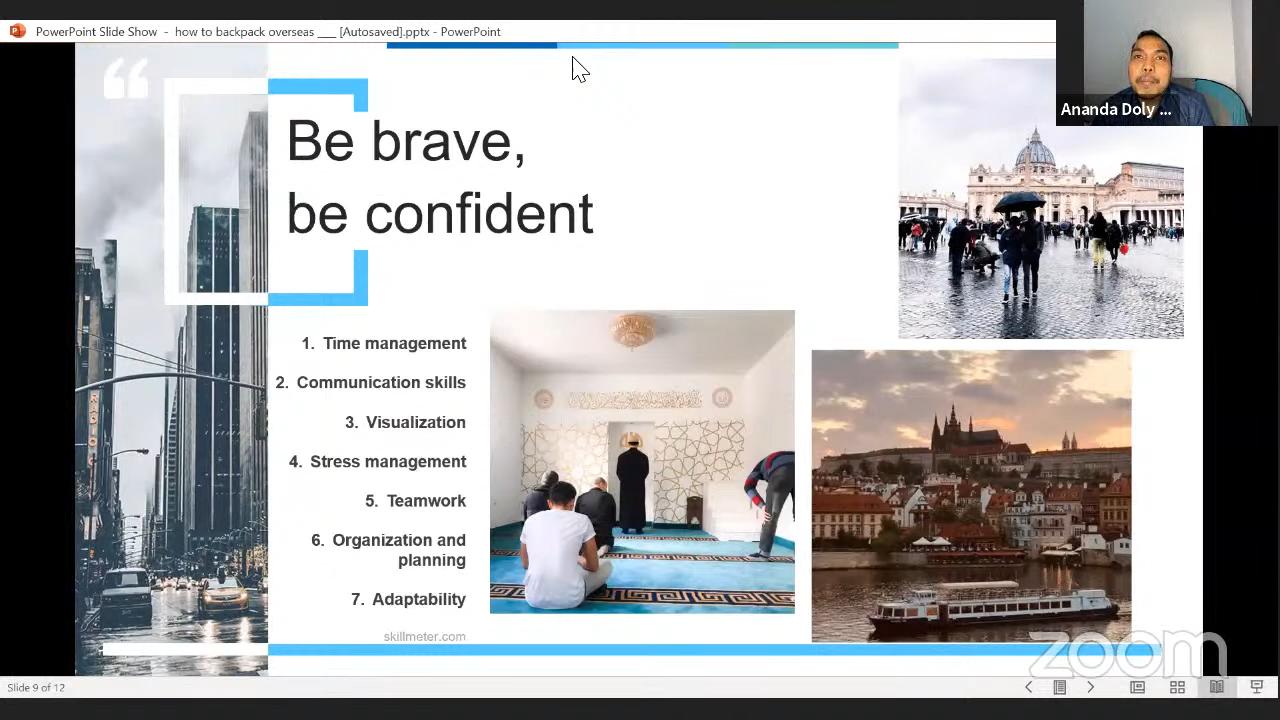 PowerPoint Slide Show - how to backpack overseas ___ [Autosaved].pptx - PowerPoint
Ananda Doly ...
Be brave,
be confident
1. Time management
2. Communication skills
3. Visualization
4. Stress management
5. Teamwork
6. Organization and
planning
7. Adaptability
skillmeter.com
RADIO
zoom
Slide 9 of 12